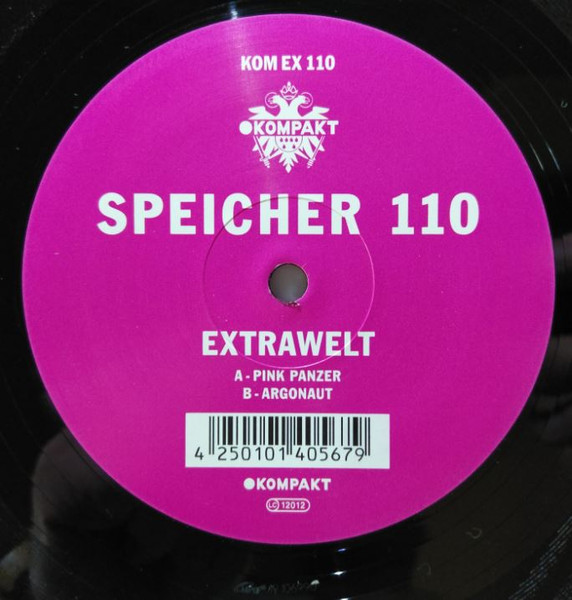 KOM EX 110
KOMPAKT
SPEICHER 110
EXTRAWELT
A - PINK PANZER
B - ARGONAUT
4 250101 405679
KOMPAKT
LC 12012